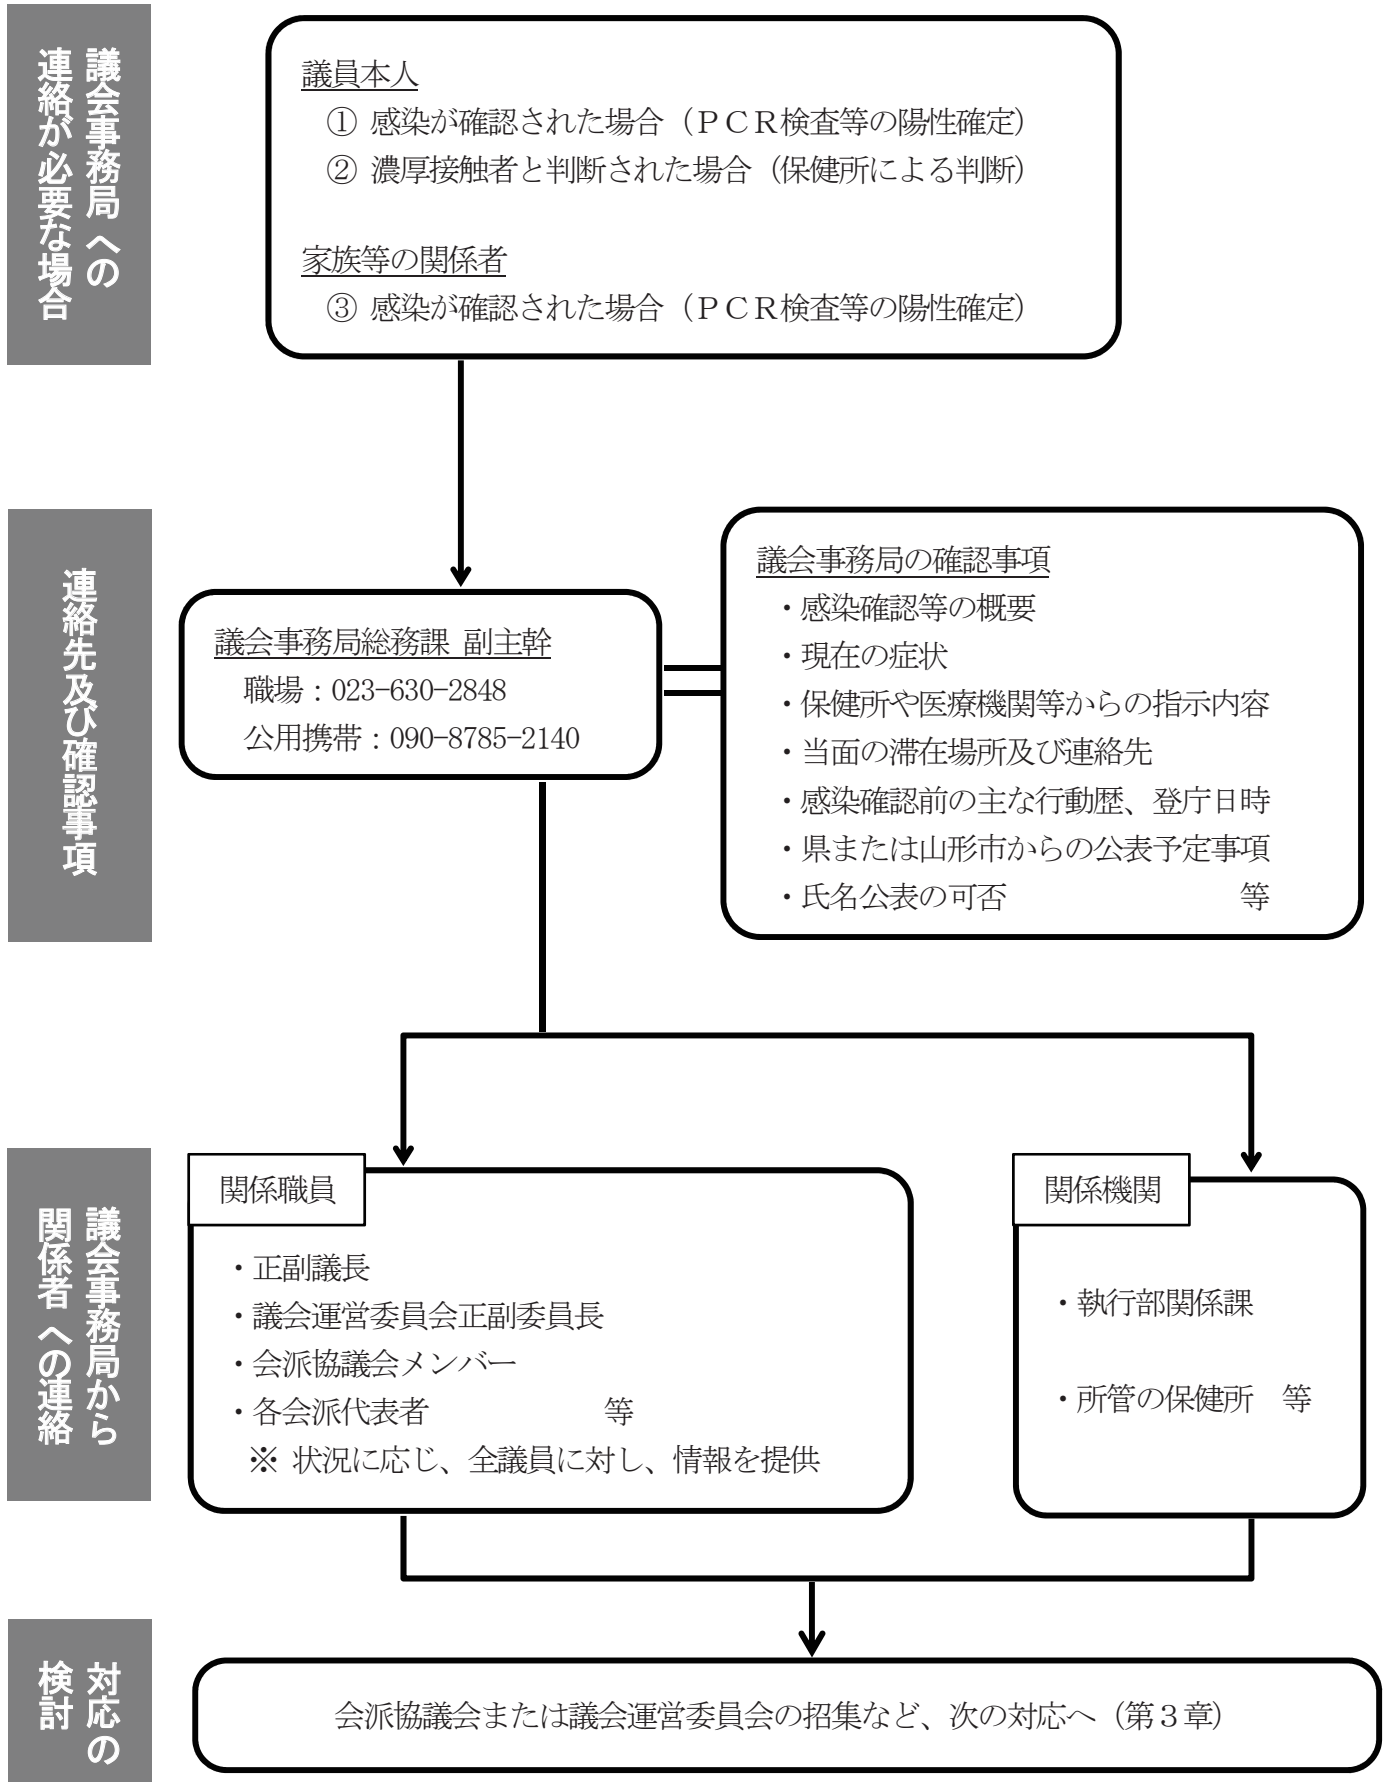 議会事務局への
連絡が必要な場合
議員本人
① 感染が確認された場合（ＰＣＲ検査等の陽性確定）
② 濃厚接触者と判断された場合（保健所による判断）
家族等の関係者
③ 感染が確認された場合（ＰＣＲ検査等の陽性確定）
連絡先及び確認事項
議会事務局総務課 副主幹
職場：023-630-2848
公用携帯：090-8785-2140
議会事務局の確認事項
・感染確認等の概要
・現在の症状
・保健所や医療機関等からの指示内容
・当面の滞在場所及び連絡先
・感染確認前の主な行動歴、登庁日時
・県または山形市からの公表予定事項
・氏名公表の可否　　　　　　　　等
議会事務局から
関係者への連絡
関係職員
・正副議長
・議会運営委員会正副委員長
・会派協議会メンバー
・各会派代表者　　　　　　等
※ 状況に応じ、全議員に対し、情報を提供
関係機関
・執行部関係課
・所管の保健所　等
対応の
検討
会派協議会または議会運営委員会の招集など、次の対応へ（第３章）